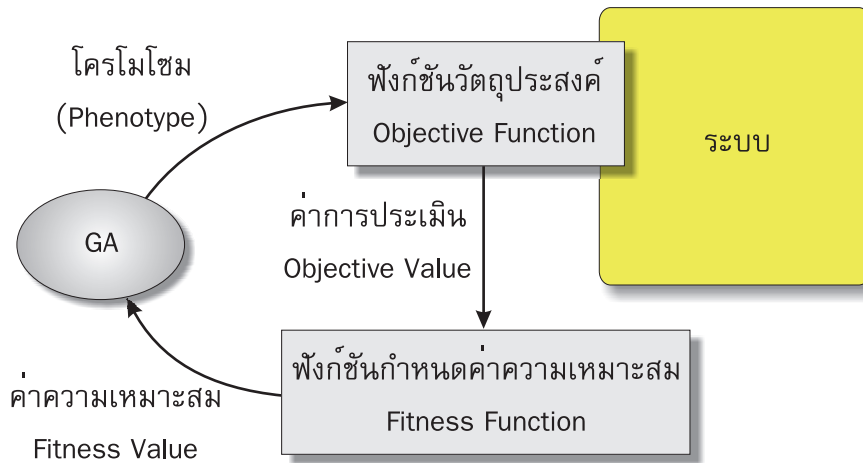 โครโมโซม
(Phenotype)
ฟังก์ชันวัตถุประสงค์
Objective Function
ระบบ
ค่าการประเมิน
Objective Value
GA
ฟังก์ชันกำหนดค่าความเหมาะสม
Fitness Function
ค่าความเหมาะสม
Fitness Value